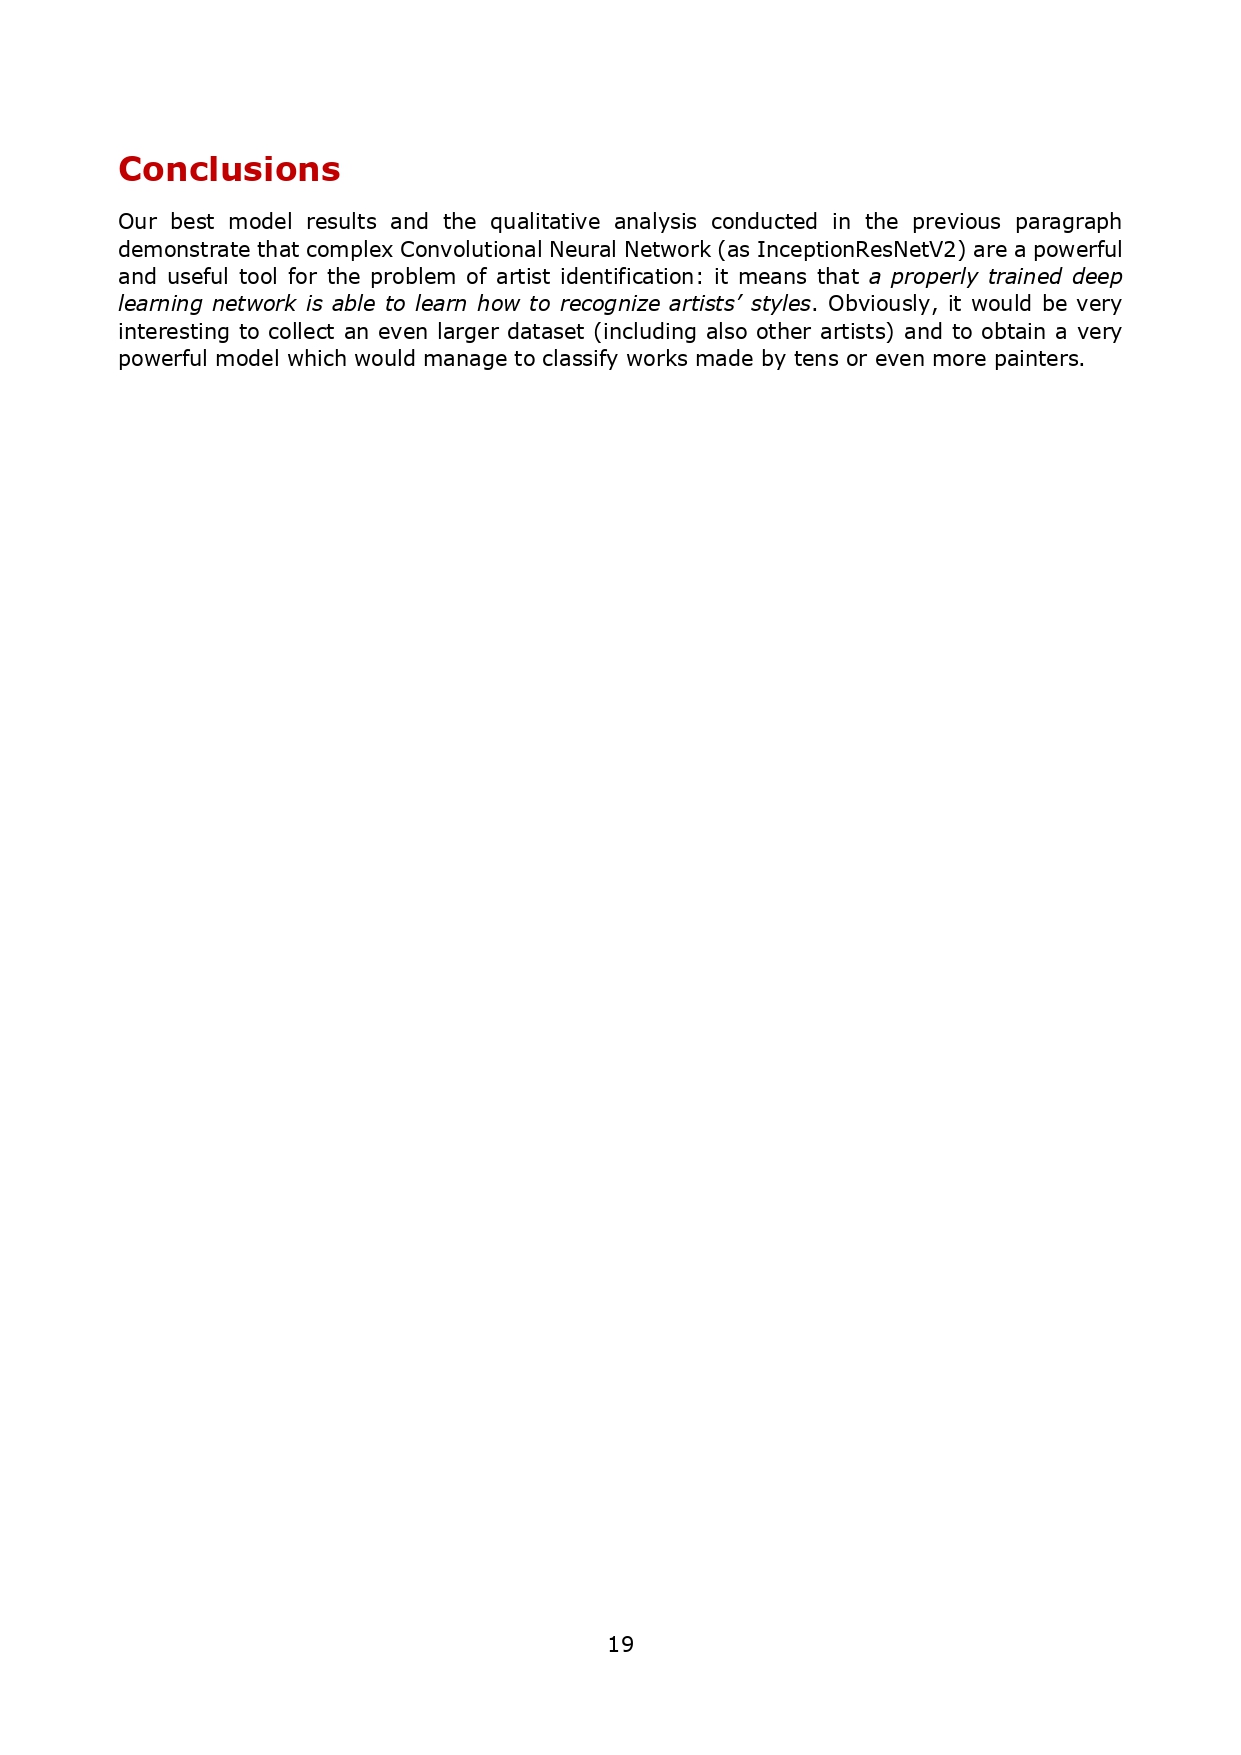 Conclusions
Our best model results and the qualitative analysis conducted in the previous paragraph
demonstrate that complex Convolutional Neural Network (as InceptionResNetV2) are a powerful
and useful tool for the problem of artist identification: it means that a properly trained deep
learning network is able to learn how to recognize artists’ styles. Obviously, it would be very
interesting to collect an even larger dataset (including also other artists) and to obtain a very
powerful model which would manage to classify works made by tens or even more painters.
19